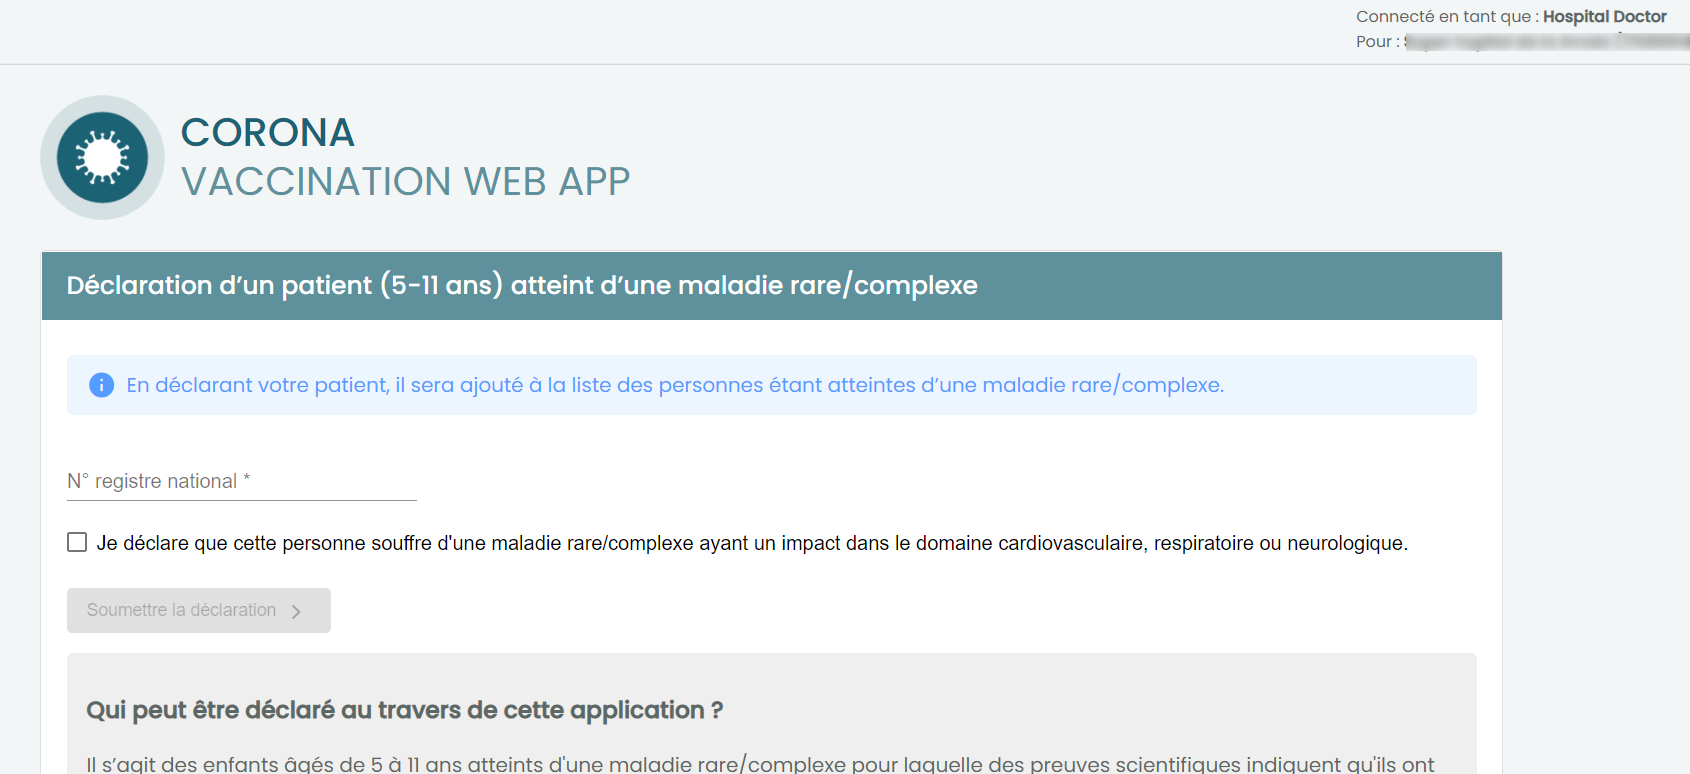 Connecté en tant que : Hospital Doctor
Pour :
CORONA
VACCINATION WEB APP
Déclaration d’un patient (5-11 ans) atteint d’une maladie rare/complexe
En déclarant votre patient, il sera ajouté à la liste des personnes étant atteintes d’une maladie rare/complexe.
N° registre national *
Je déclare que cette personne souffre d'une maladie rare/complexe ayant un impact dans le domaine cardiovasculaire, respiratoire ou neurologique.
Soumettre la déclaration
Qui peut être déclaré au travers de cette application ?
Il s’agit des enfants âgés de 5 à 11 ans atteints d'une maladie rare/complexe pour laquelle des preuves scientifiques indiquent qu'ils ont